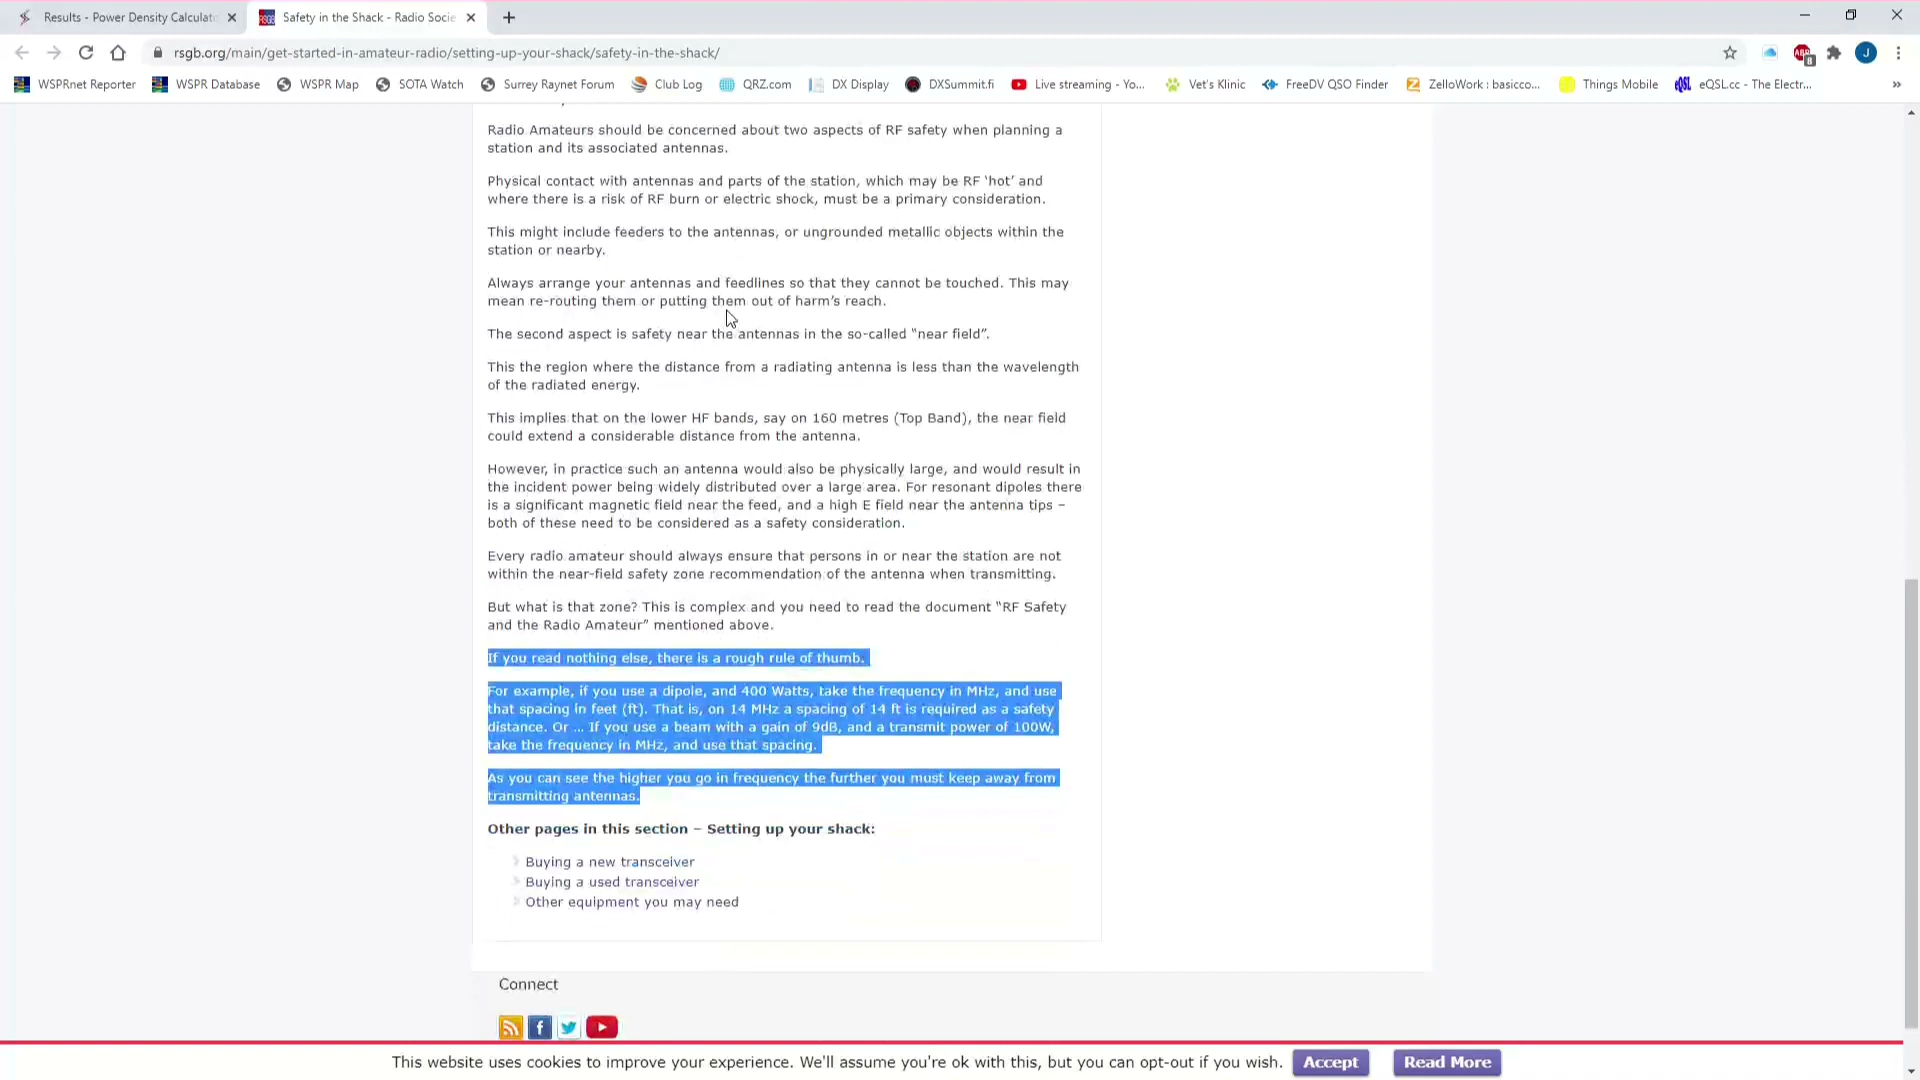 Results - Power Density Calculat
Safety in the Shack - Radio Socie
rsgb.org/main/get-started-in-amateur-radio/setting-up-your-shack/safety-in-the-shack/
ABP
8
J
WSPRnet Reporter
WSPR Database
WSPR Map
SOTA Watch
Surrey Raynet Forum
Club Log
QRZ.com
DX Display
DXSummit.fi
Live streaming - Yo...
Vet's Klinic
FreeDV QSO Finder
ZelloWork : basicco...
Things Mobile
eQSL.cc - The Electr...
Radio Amateurs should be concerned about two aspects of RF safety when planning a
station and its associated antennas.
Physical contact with antennas and parts of the station, which may be RF ‘hot’ and
where there is a risk of RF burn or electric shock, must be a primary consideration.
This might include feeders to the antennas, or ungrounded metallic objects within the
station or nearby.
Always arrange your antennas and feedlines so that they cannot be touched. This may
mean re-routing them or putting them out of harm’s reach.
The second aspect is safety near the antennas in the so-called “near field”.
This the region where the distance from a radiating antenna is less than the wavelength
of the radiated energy.
This implies that on the lower HF bands, say on 160 metres (Top Band), the near field
could extend a considerable distance from the antenna.
However, in practice such an antenna would also be physically large, and would result in
the incident power being widely distributed over a large area. For resonant dipoles there
is a significant magnetic field near the feed, and a high E field near the antenna tips –
both of these need to be considered as a safety consideration.
Every radio amateur should always ensure that persons in or near the station are not
within the near-field safety zone recommendation of the antenna when transmitting.
But what is that zone? This is complex and you need to read the document “RF Safety
and the Radio Amateur” mentioned above.
If you read nothing else, there is a rough rule of thumb.
For example, if you use a dipole, and 400 Watts, take the frequency in MHz, and use
that spacing in feet (ft). That is, on 14 MHz a spacing of 14 ft is required as a safety
distance. Or … If you use a beam with a gain of 9dB, and a transmit power of 100W,
take the frequency in MHz, and use that spacing.
As you can see the higher you go in frequency the further you must keep away from
transmitting antennas.
Other pages in this section – Setting up your shack:
Buying a new transceiver
Buying a used transceiver
Other equipment you may need
Connect
This website uses cookies to improve your experience. We'll assume you're ok with this, but you can opt-out if you wish.
Accept
Read More